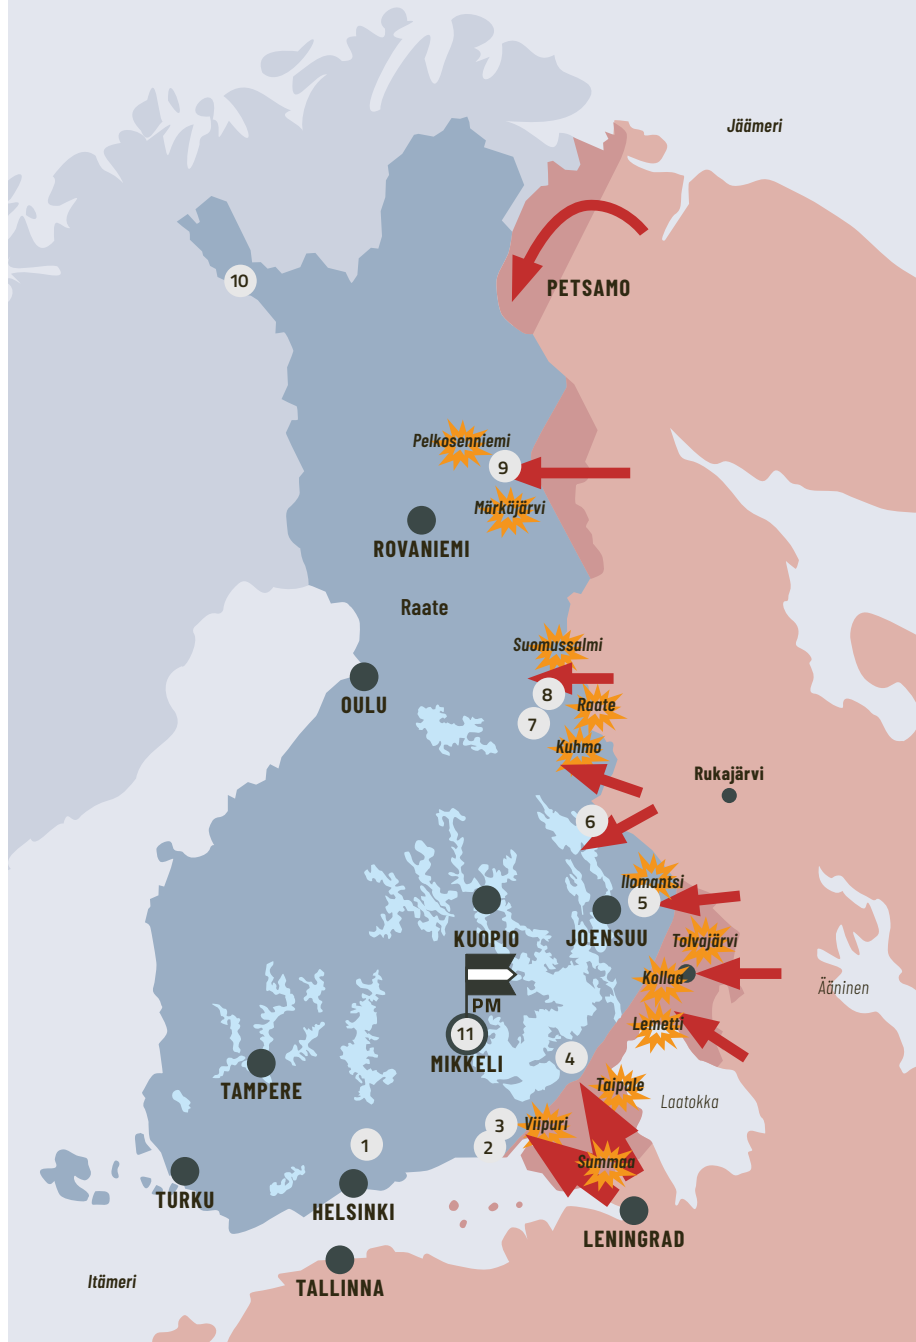 Jäämeri
10
PETSAMO
Pelkosenniemi
9
Märkäjärvi
ROVANIEMI
Raate
Suomussalmi
8
Raate
OULU
7
Kuhmo
Rukajärvi
6
Ilomantsi
5
KUOPIO
JOENSUU
Tolvajärvi
Kollaa
Ääninen
PM
Lemetti
11
MIKKELI
4
TAMPERE
Taipale
Laatokka
3
Viipuri
1
2
Summaa
TURKU
HELSINKI
LENINGRAD
Itämeri
TALLINNA